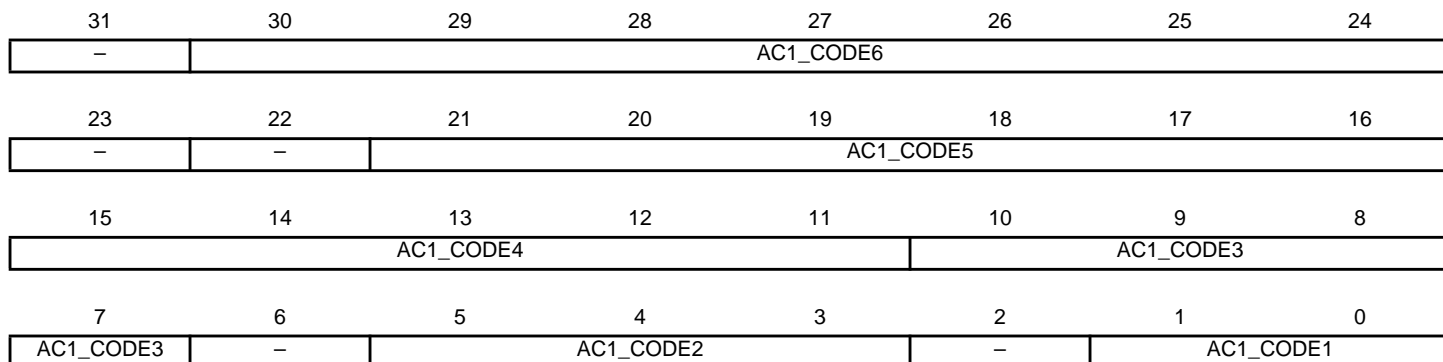 31 30 29 28 27 26 25 24
– AC1_CODE6
23 22 21 20 19 18 17 16
– – AC1_CODE5
15 14 13 12 11 10 9 8
AC1_CODE4 AC1_CODE3
7 6 5 4 3 2 1 0
AC1_CODE3 – AC1_CODE2 – AC1_CODE1